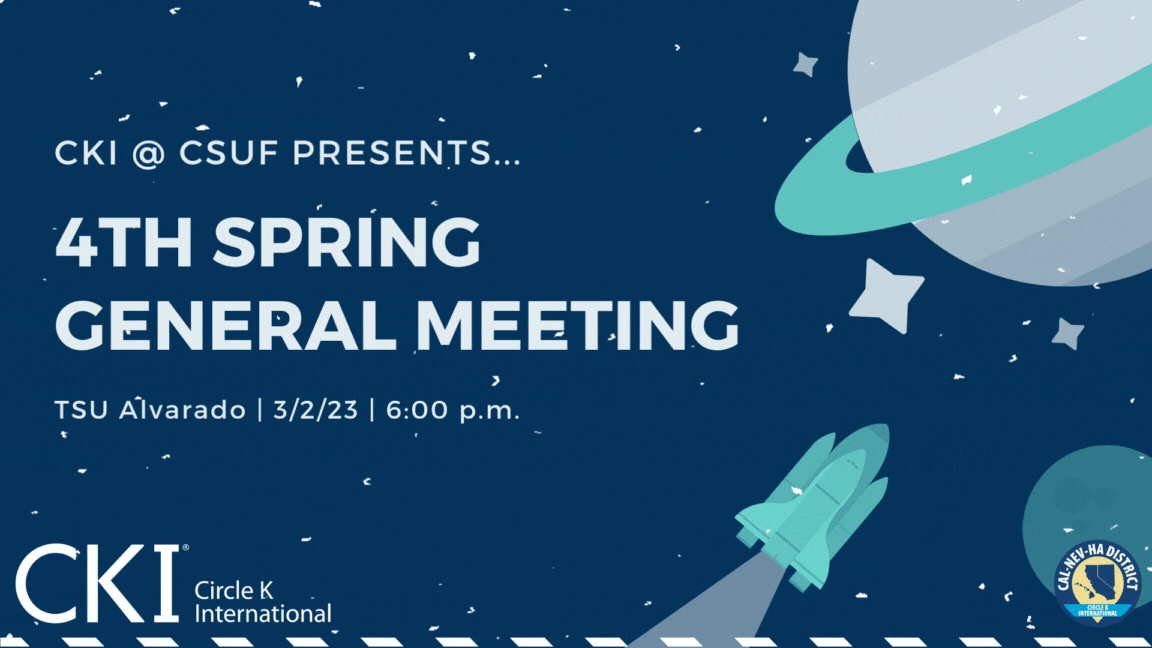 CKI @ CSUF PRESENTS...
4TH SPRING
GENERAL MEETING
TSU Alvarado | 3/2/23 | 6:00 p.m.
CKI®
Circle K
International
CAL-NEV-HA DISTRICT
CIRCLE K
INTERNATIONAL